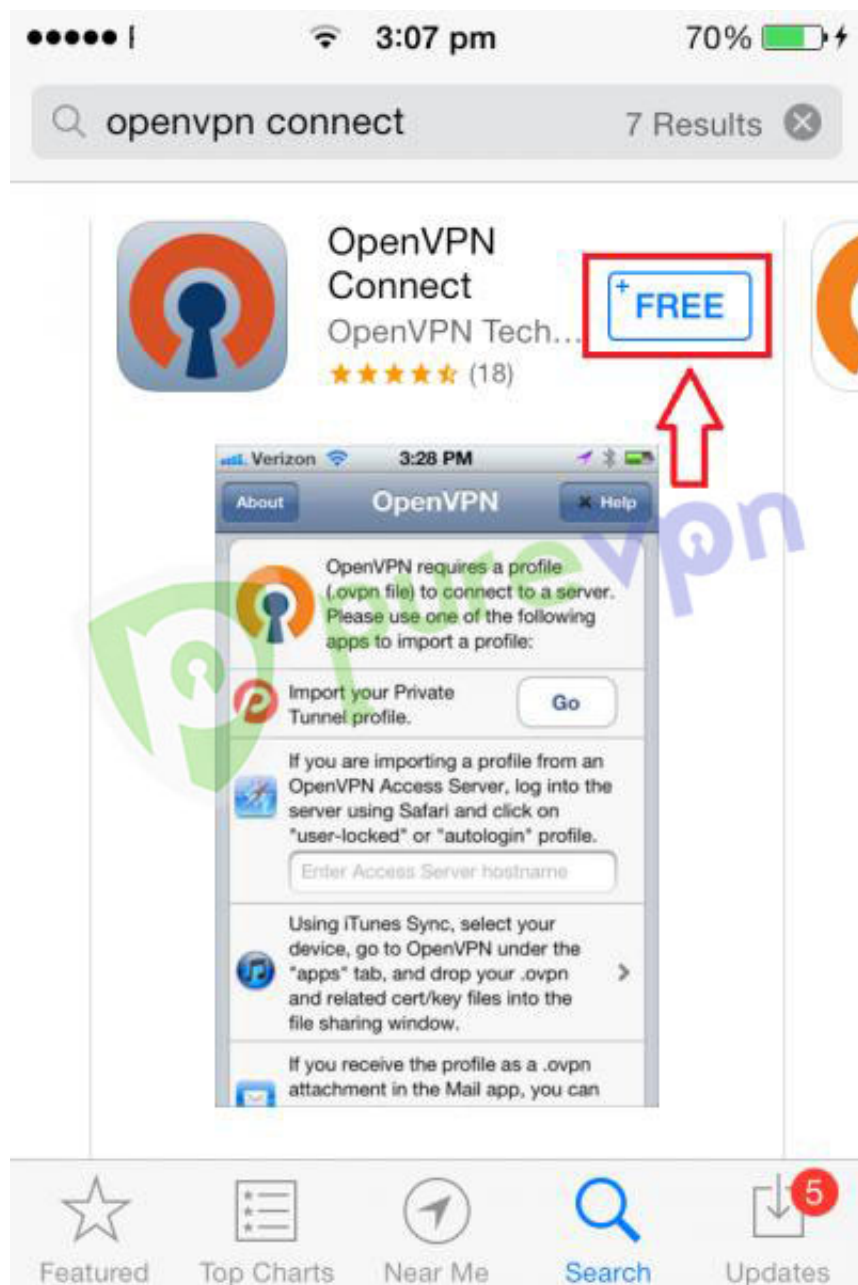 3:07 pm
70%
openvpn connect
7 Results
OpenVPN
Connect
OpenVPN Tech...
(18)
+ FREE
Verizon
3:28 PM
About
OpenVPN
Help
OpenVPN requires a profile
(.ovpn file) to connect to a server.
Please use one of the following
apps to import a profile:
Import your Private
Tunnel profile.
Go
If you are importing a profile from an
OpenVPN Access Server, log into the
server using Safari and click on
"user-locked" or "autologin" profile.
Enter Access Server hostname
Using iTunes Sync, select your
device, go to OpenVPN under the
"apps" tab, and drop your .ovpn
and related cert/key files into the
file sharing window.
If you receive the profile as a .ovpn
attachment in the Mail app, you can
purevpn
5
Featured
Top Charts
Near Me
Search
Updates